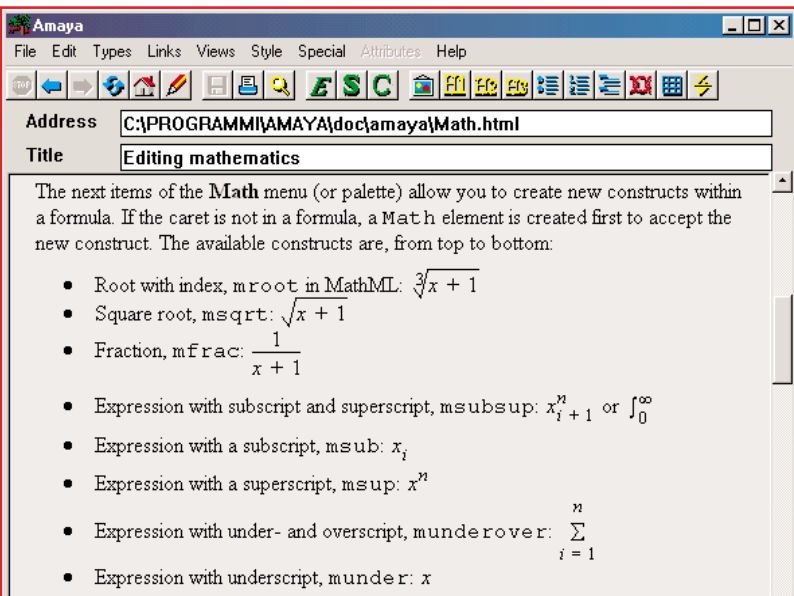 Amaya
File Edit Types Links Views Style Special Attributes Help
STOP E S C H1 H2 H3
Address C:\PROGRAMMI\AMAYA\doc\amaya\Math.html
Title Editing mathematics
The next items of the Math menu (or palette) allow you to create new constructs within
a formula. If the caret is not in a formula, a Math element is created first to accept the
new construct. The available constructs are, from top to bottom:
• Root with index, mroot in MathML: ∛(x + 1)
• Square root, msqrt: √(x + 1)
• Fraction, mfrac: 1/(x + 1)
• Expression with subscript and superscript, msubsup: x_{i + 1}^n or ∫_0^∞
• Expression with a subscript, msub: x_i
• Expression with a superscript, msup: x^n
• Expression with under- and overscript, munderover: ∑_{i = 1}^n
• Expression with underscript, munder: x